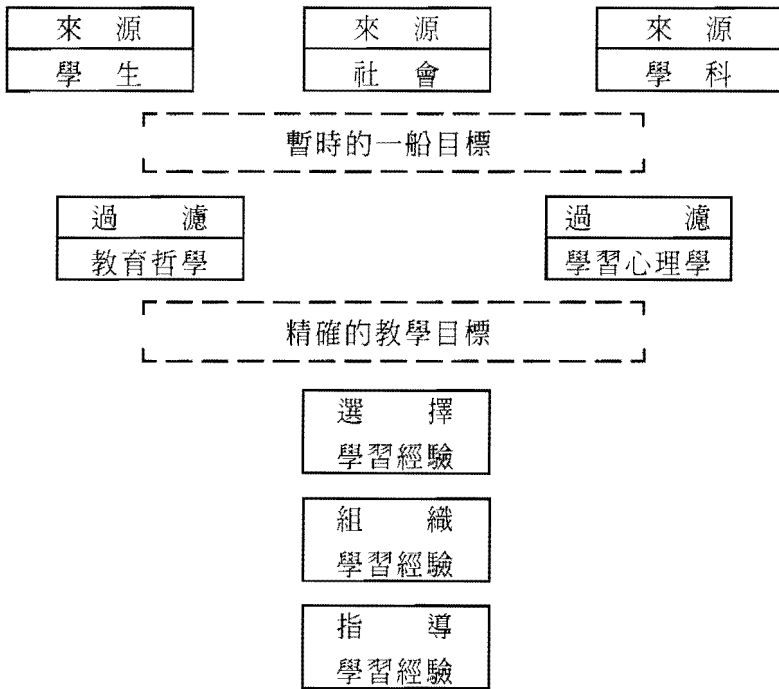 來源 來源 來源
學生 社會 學科
暫時的一船目標
過濾 過濾
教育哲學 學習心理學
精確的教學目標
選擇
學習經驗
組織
學習經驗
指導
學習經驗